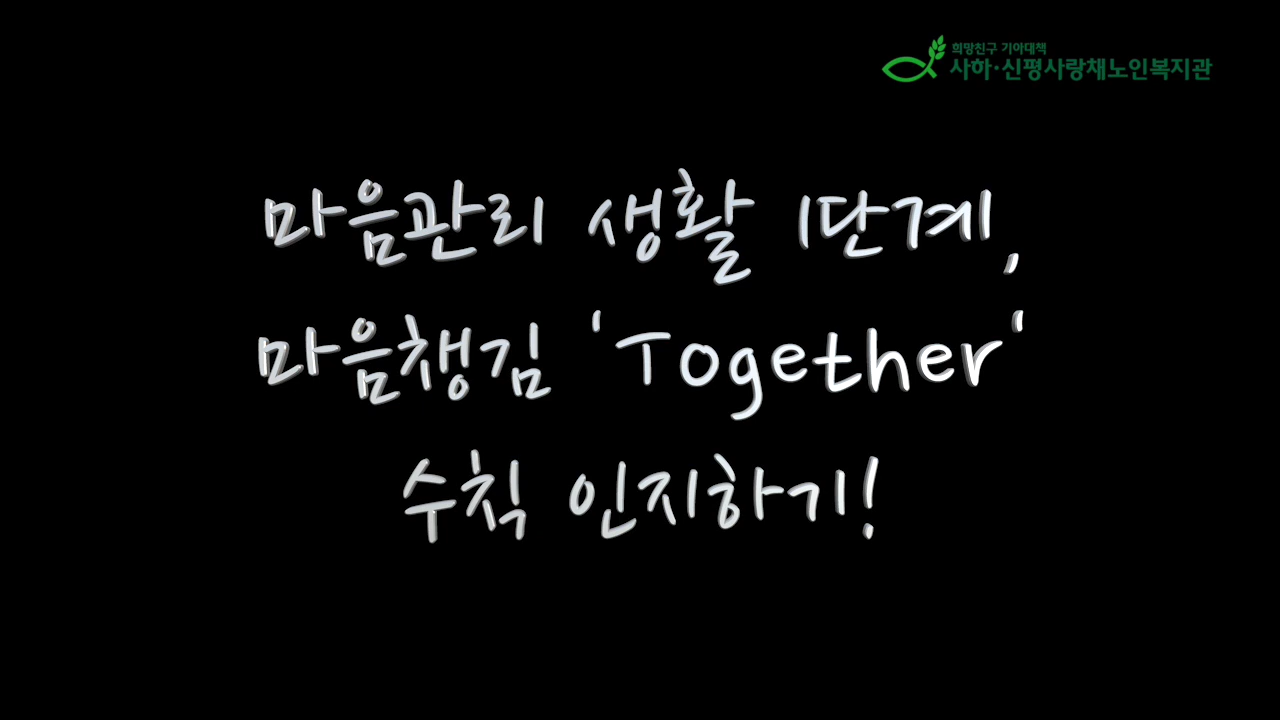 희망친구 기아대책
사하·신평사랑채노인복지관
마음관리 생활 1단계,
마음챙김 'Together'
수칙 인지하기!